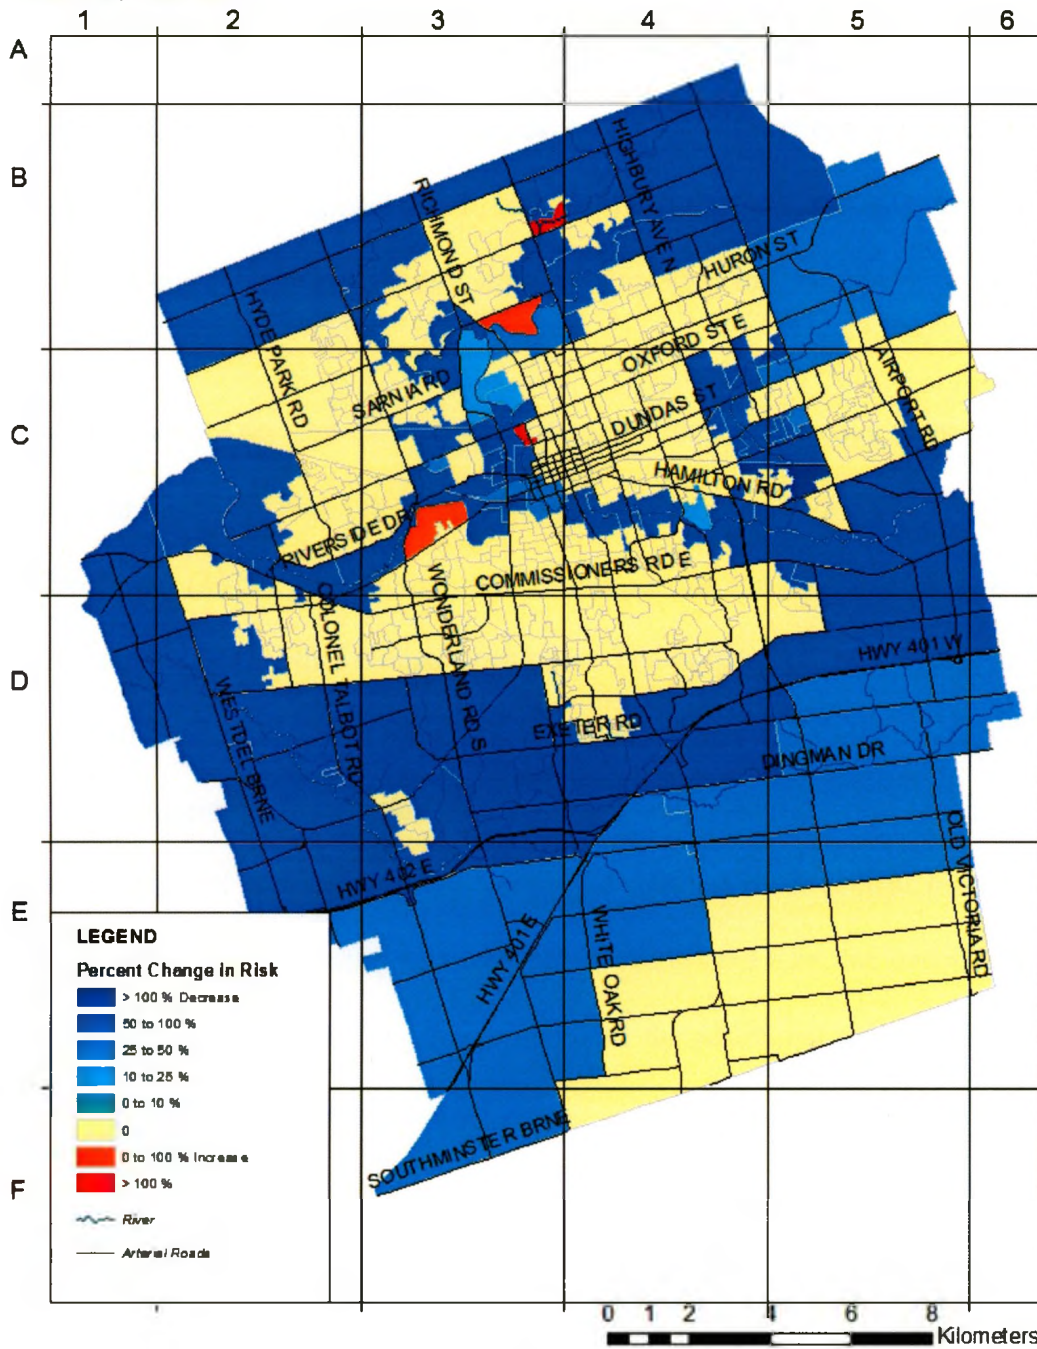 1 2 3 4 5 6
A
B
C
D
E
F
HIGHBURY AVE N
RICHMOND ST
HURON ST
HYDE PARK RD
OXFORD ST E
SARNIA RD
AIRPORT RD
DUNDAS ST
HAMILTON RD
RIVERSIDE DR
COMMISSIONERS RD E
COLONEL TALBOT RD
WONDERLAND RD S
HWY 401 W
WESTDEL BRNE
EXETER RD
DINGMAN DR
OLD VICTORIA RD
HWY 402 E
WHITE OAK RD
HWY 401 E
SOUTHMINSTER BRNE
LEGEND
Percent Change in Risk
> 100 % Decrease
50 to 100 %
25 to 50 %
10 to 25 %
0 to 10 %
0
0 to 100 % Increase
> 100 %
River
Arterial Roads
0 1 2 4 6 8
Kilometers